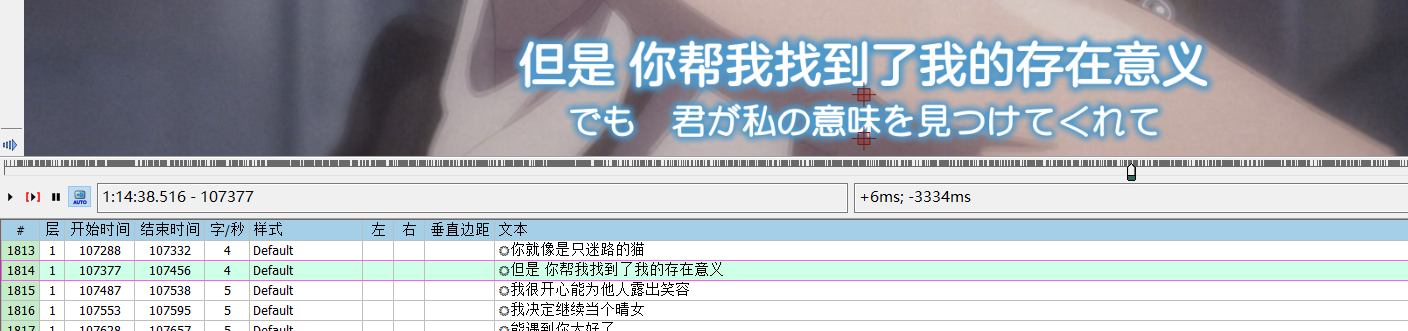 但是 你帮我找到了我的存在意义
でも　君が私の意味を見つけてくれて
AUTO
1:14:38.516 - 107377
+6ms; -3334ms
# 层 开始时间 结束时间 字/秒 样式 左 右 垂直边距 文本
1813 1 107288 107332 4 Default 你就像是只迷路的猫
1814 1 107377 107456 4 Default 但是 你帮我找到了我的存在意义
1815 1 107487 107538 5 Default 我很开心能为他人露出笑容
1816 1 107553 107595 5 Default 我决定继续当个晴女
1817 1 107628 107657 5 Default 能遇到你太好了